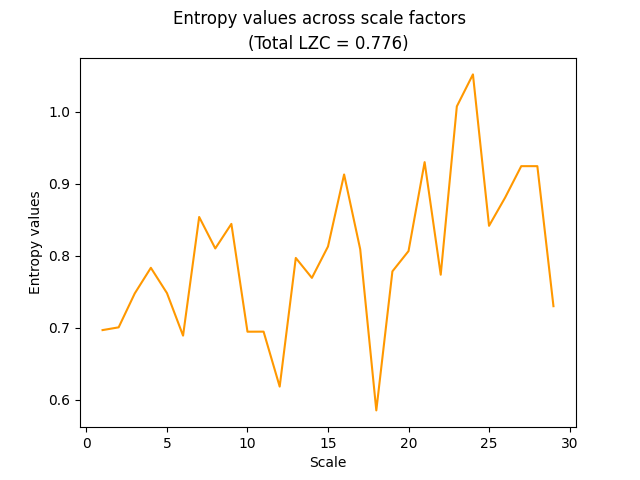 Entropy values across scale factors
(Total LZC = 0.776)
1.0
0.9
0.8
0.7
0.6
Entropy values
0 5 10 15 20 25 30
Scale